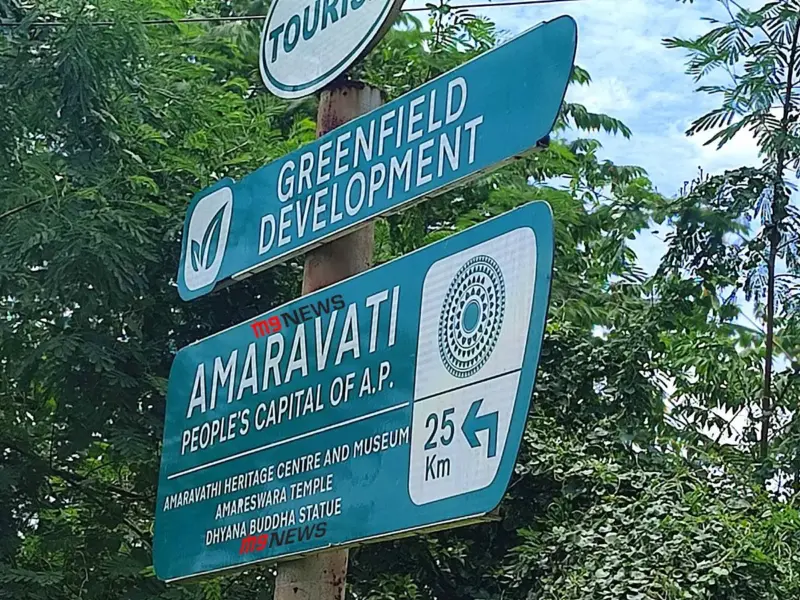 TOURIS
GREENFIELD
DEVELOPMENT
m9 NEWS
AMARAVATI
PEOPLE'S CAPITAL OF A.P.
25
Km
AMARAVATHI HERITAGE CENTRE AND MUSEUM
AMARESWARA TEMPLE
DHYANA BUDDHA STATUE
m9 NEWS